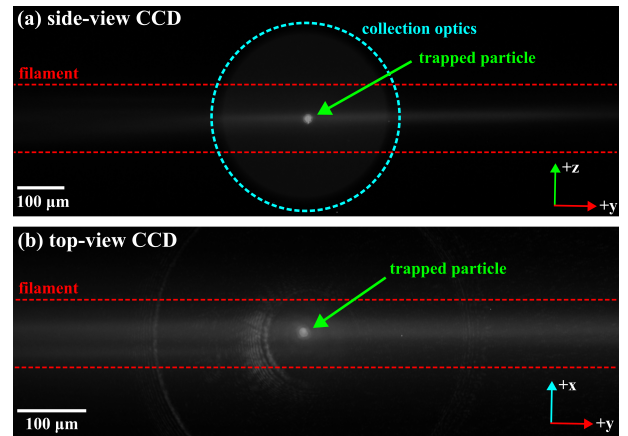 (a) side-view CCD
collection optics
trapped particle
filament
100 μm
+z
+y
(b) top-view CCD
trapped particle
filament
100 μm
+x
+y